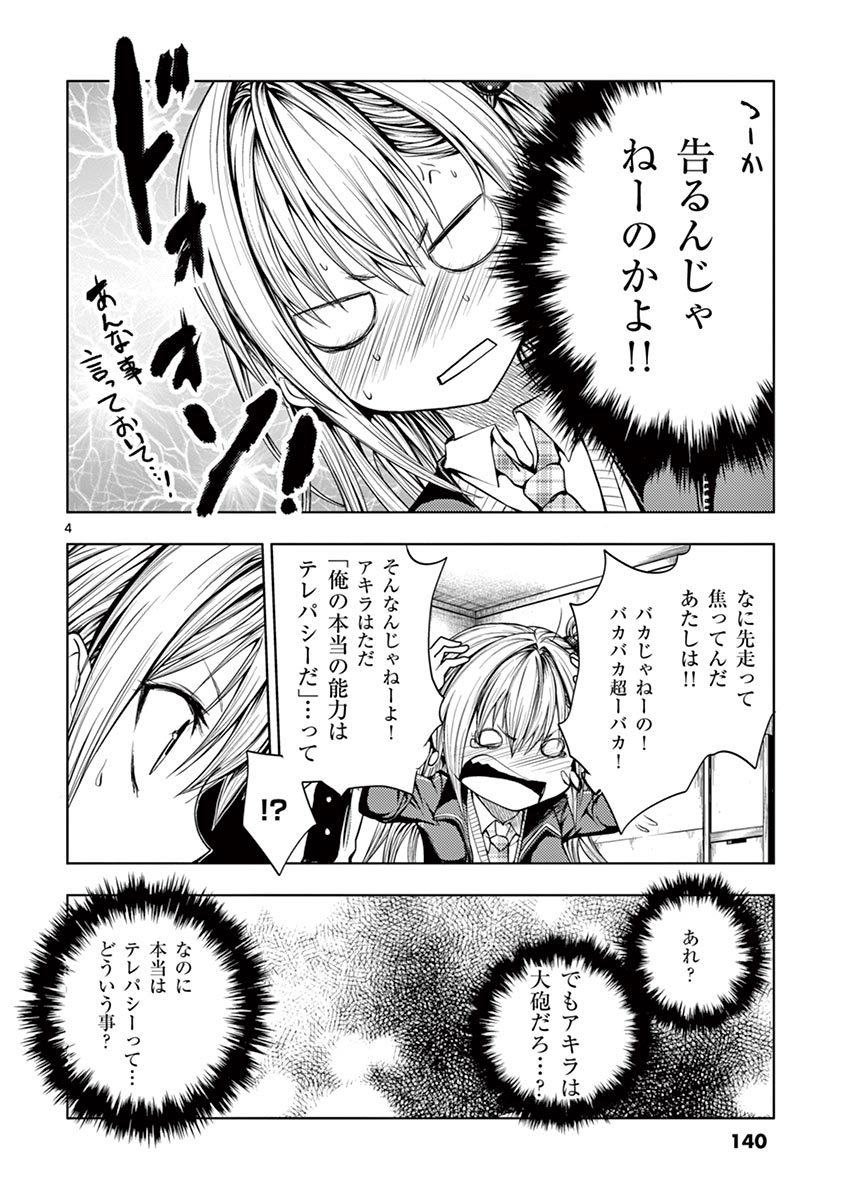 つーか
告るんじゃ
ねーのかよ!!
ドドン!!
あんな事
言っておいて…!
4
なに先走って
焦ってんだ
あたしは!!
バカじゃねーの!
バカバカ超ーバカ!
そんなんじゃねーよ!
アキラはただ
「俺の本当の能力は
テレパシーだ」…って
!?
あれ?
でもアキラは
大砲だろ…?
なのに
本当は
テレパシーって…
どういう事?
140